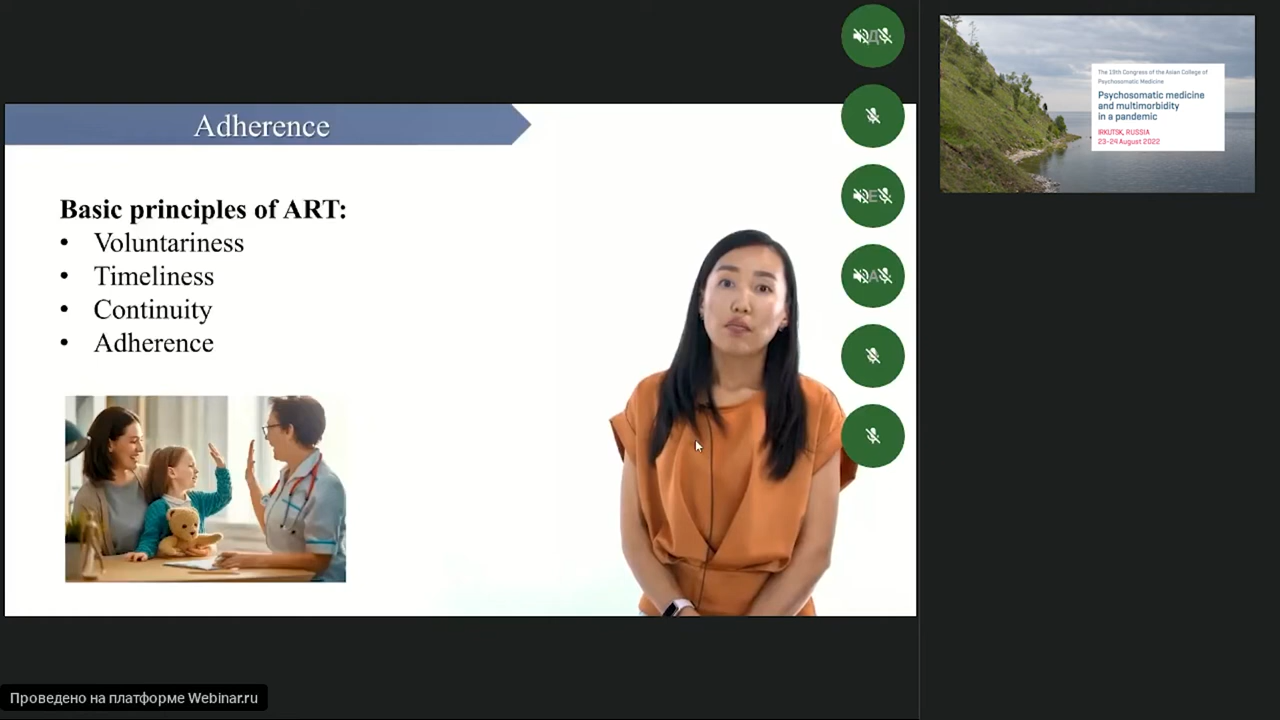 Adherence
Basic principles of ART:
• Voluntariness
• Timeliness
• Continuity
• Adherence
Д
Е
А
The 19th Congress of the Asian College of
Psychosomatic Medicine
Psychosomatic medicine
and multimorbidity
in a pandemic
IRKUTSK, RUSSIA
23-24 August 2022
Проведено на платформе Webinar.ru